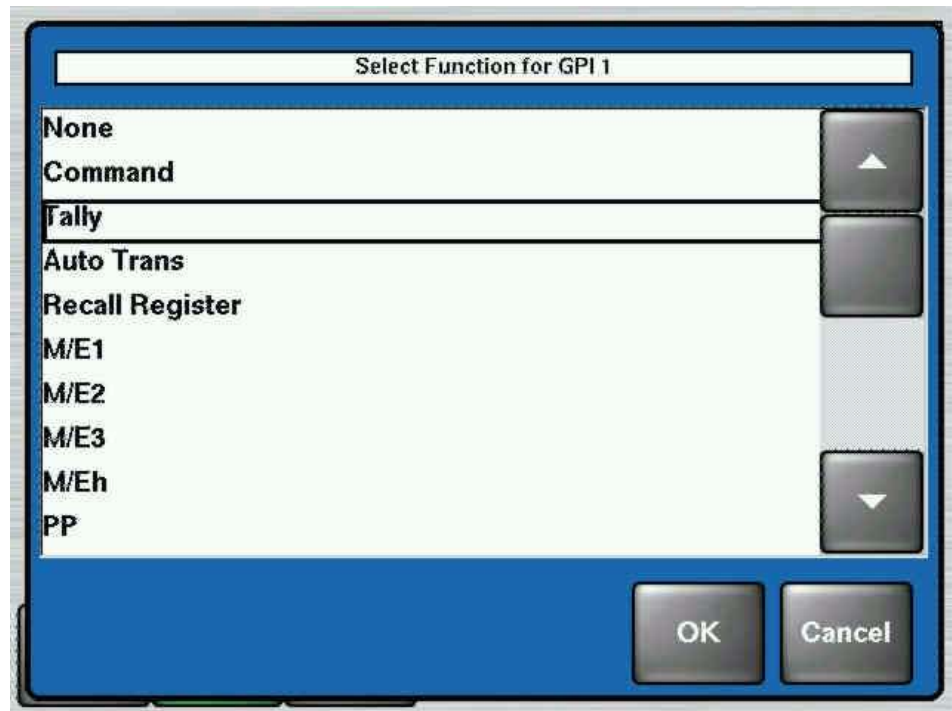 Select Function for GPI 1
None
Command
Tally
Auto Trans
Recall Register
M/E1
M/E2
M/E3
M/Eh
PP
OK
Cancel